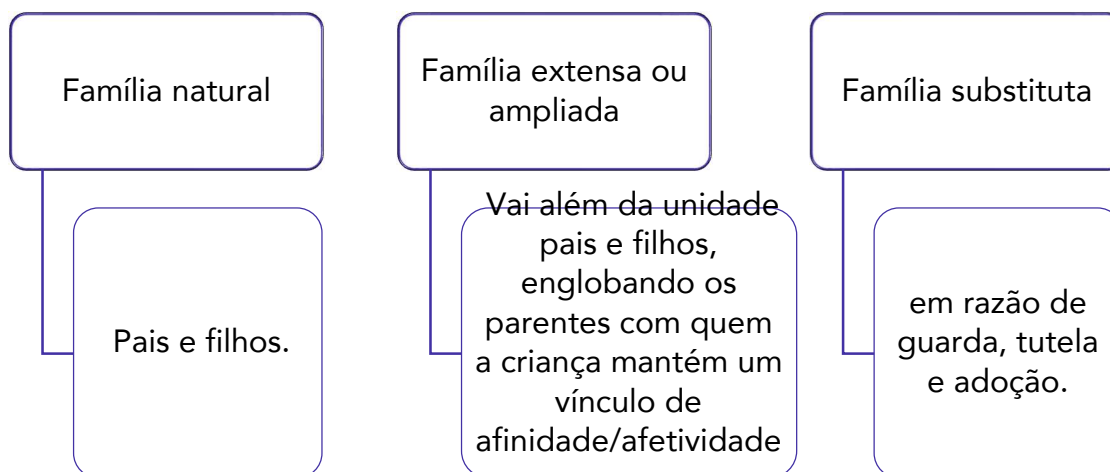 Família natural
Pais e filhos.
Família extensa ou
ampliada
Vai além da unidade
pais e filhos,
englobando os
parentes com quem
a criança mantém um
vínculo de
afinidade/afetividade
Família substituta
em razão de
guarda, tutela
e adoção.